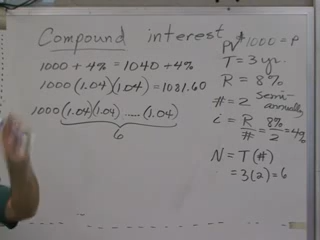 Compound interest
1000 + 4% = 1040 + 4%
1000(1.04)(1.04) = 1081.60
1000(1.04)(1.04) ..... (1.04)
6
PV $1000 = P
T = 3 yr.
R = 8%
# = 2 semi-annually
i = R/# = 8%/2 = 4%
N = T(#)
= 3(2) = 6